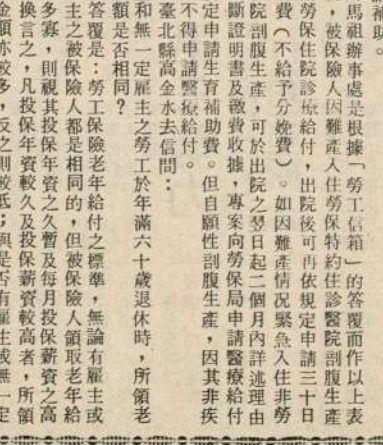 補助。
馬祖辦事處是根據「勞工信箱」的答覆而作以上表
，被保險人因難產入住勞保特約住診醫院剖腹生產
勞保住院診療給付，出院後可再依規定申請三十日
費（不給予分娩費）。如因難產情況緊急入住非勞
院剖腹生產，可於出院之翌日起二個月內詳述理由
斷證明書及繳費收據，專案向勞保局申請醫療給付
定申請生育補助費。但自願性剖腹生產，因其非疾
不得申請醫療給付。
臺北縣高金水去信問：
和無一定雇主之勞工於年滿六十歲退休時，所領老
額是否相同？
答覆是：勞工保險老年給付之標準，無論有雇主或
主之被保險人都是相同的，但被保險人領取老年給
多寡，則視其投保年資之久暫及每月投保薪資之高
換言之，凡投保年資較久及投保薪資較高者，所領
金額亦較多，反之則較低；與是否有雇主或無一定